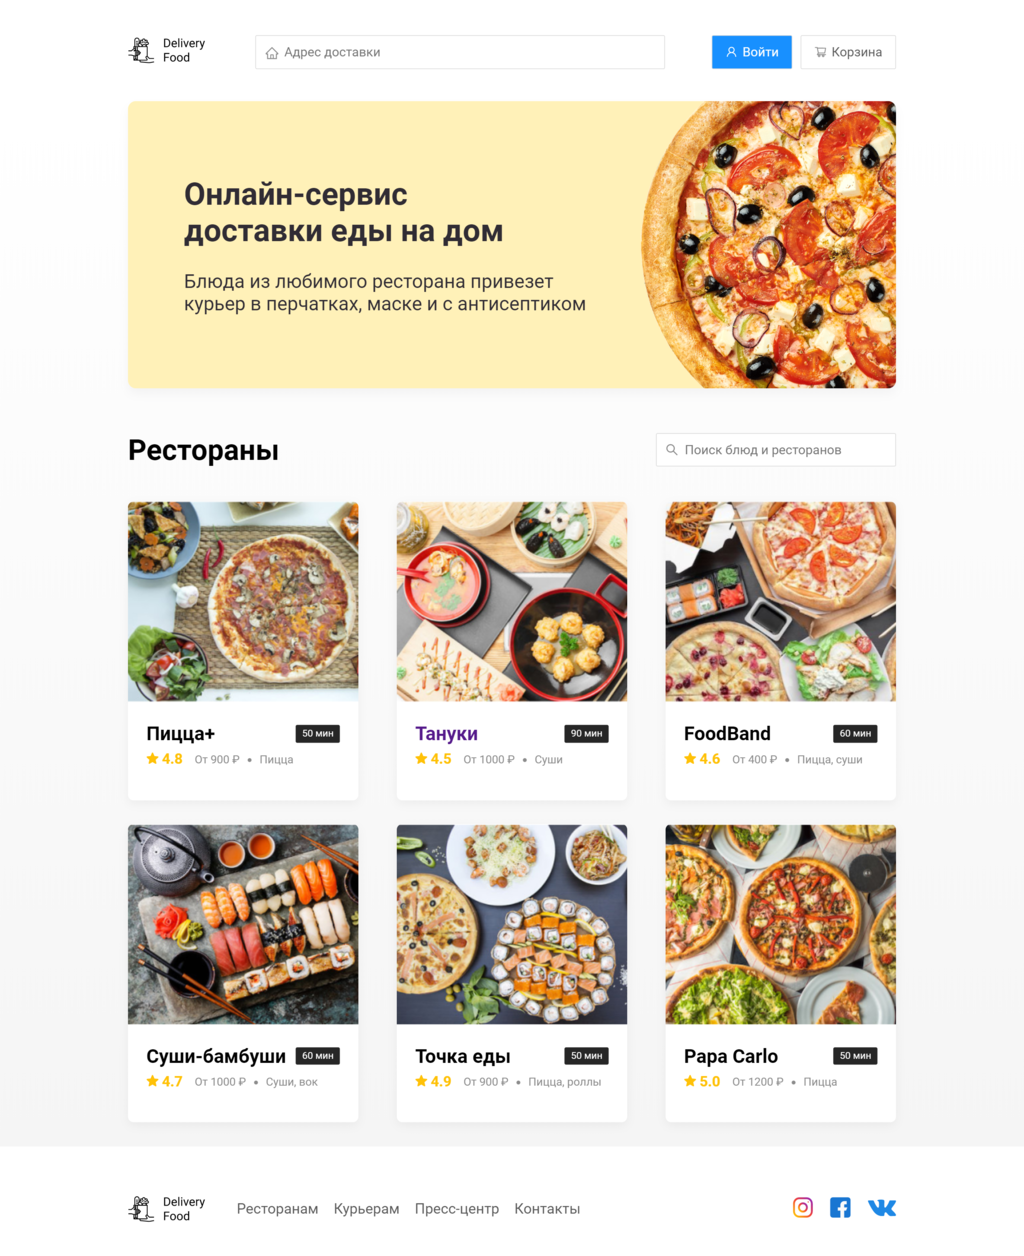 Delivery
Food
Адрес доставки
Войти
Корзина
Онлайн-сервис
доставки еды на дом
Блюда из любимого ресторана привезет
курьер в перчатках, маске и с антисептиком
Рестораны
Поиск блюд и ресторанов
Пицца+ 50 мин
4.8 От 900 ₽ • Пицца
Тануки 90 мин
4.5 От 1000 ₽ • Суши
FoodBand 60 мин
4.6 От 400 ₽ • Пицца, суши
Суши-бамбуши 60 мин
4.7 От 1000 ₽ • Суши, вок
Точка еды 50 мин
4.9 От 900 ₽ • Пицца, роллы
Papa Carlo 50 мин
5.0 От 1200 ₽ • Пицца
Delivery
Food
Ресторанам Курьерам Пресс-центр Контакты